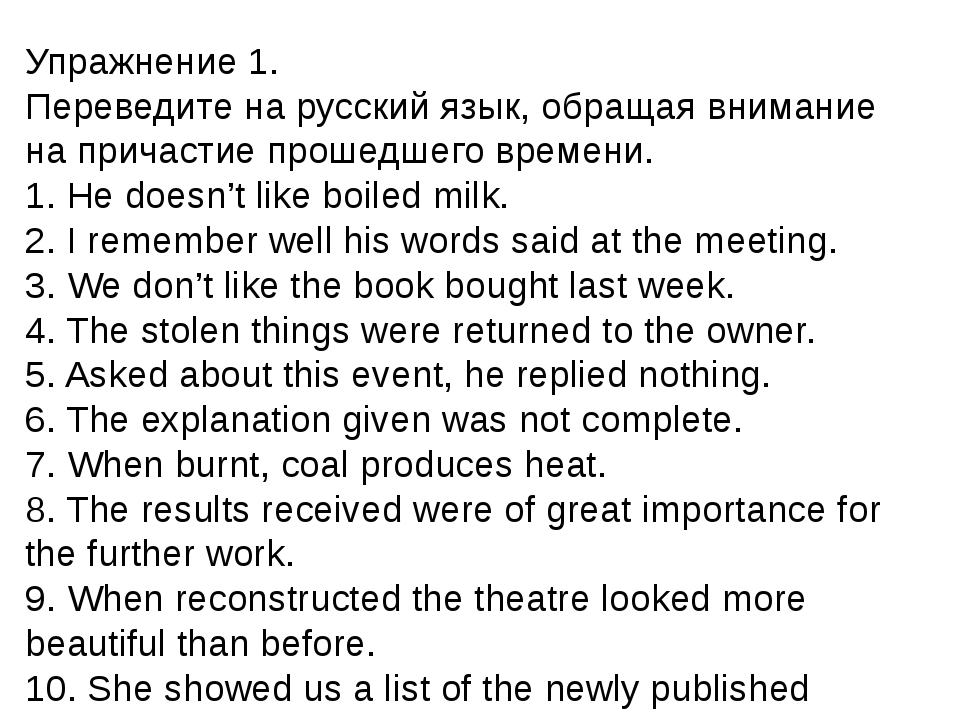 Упражнение 1.
Переведите на русский язык, обращая внимание
на причастие прошедшего времени.
1. He doesn’t like boiled milk.
2. I remember well his words said at the meeting.
3. We don’t like the book bought last week.
4. The stolen things were returned to the owner.
5. Asked about this event, he replied nothing.
6. The explanation given was not complete.
7. When burnt, coal produces heat.
8. The results received were of great importance for
the further work.
9. When reconstructed the theatre looked more
beautiful than before.
10. She showed us a list of the newly published